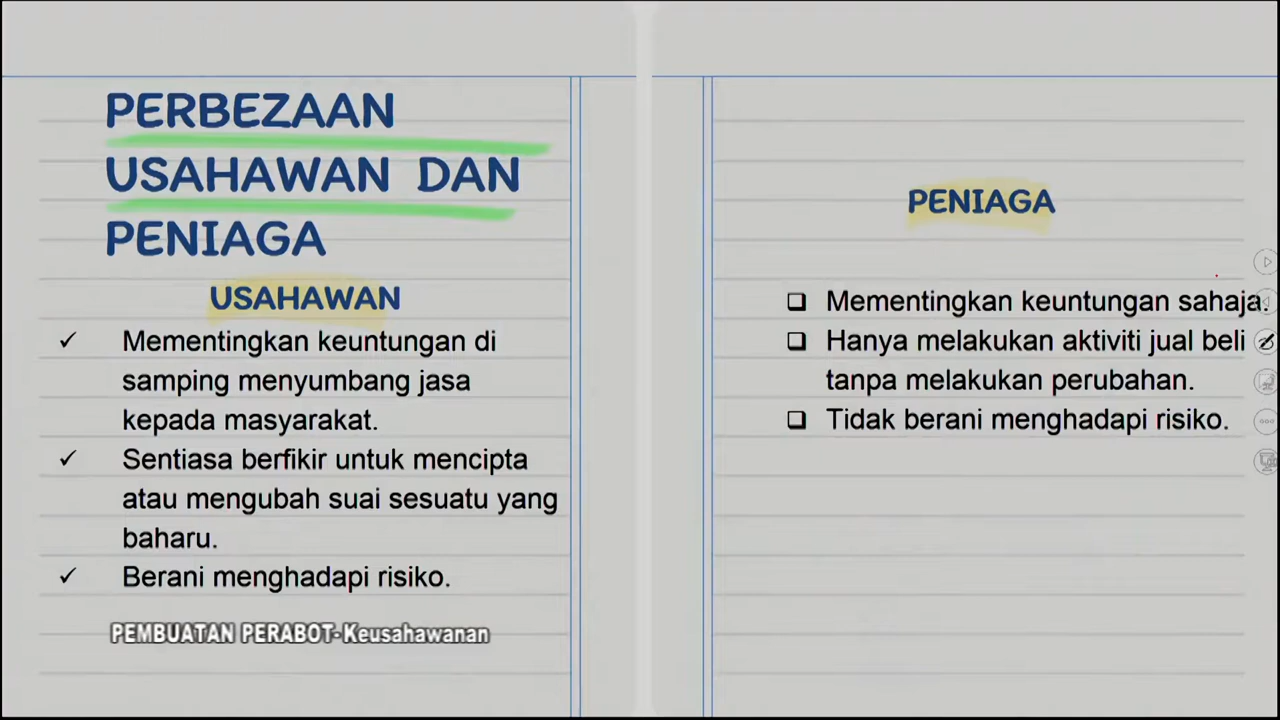 PERBEZAAN
USAHAWAN DAN
PENIAGA
USAHAWAN
✓ Mementingkan keuntungan di
samping menyumbang jasa
kepada masyarakat.
✓ Sentiasa berfikir untuk mencipta
atau mengubah suai sesuatu yang
baharu.
✓ Berani menghadapi risiko.
PEMBUATAN PERABOT-Keusahawanan
PENIAGA
❑ Mementingkan keuntungan sahaja.
❑ Hanya melakukan aktiviti jual beli
tanpa melakukan perubahan.
❑ Tidak berani menghadapi risiko.